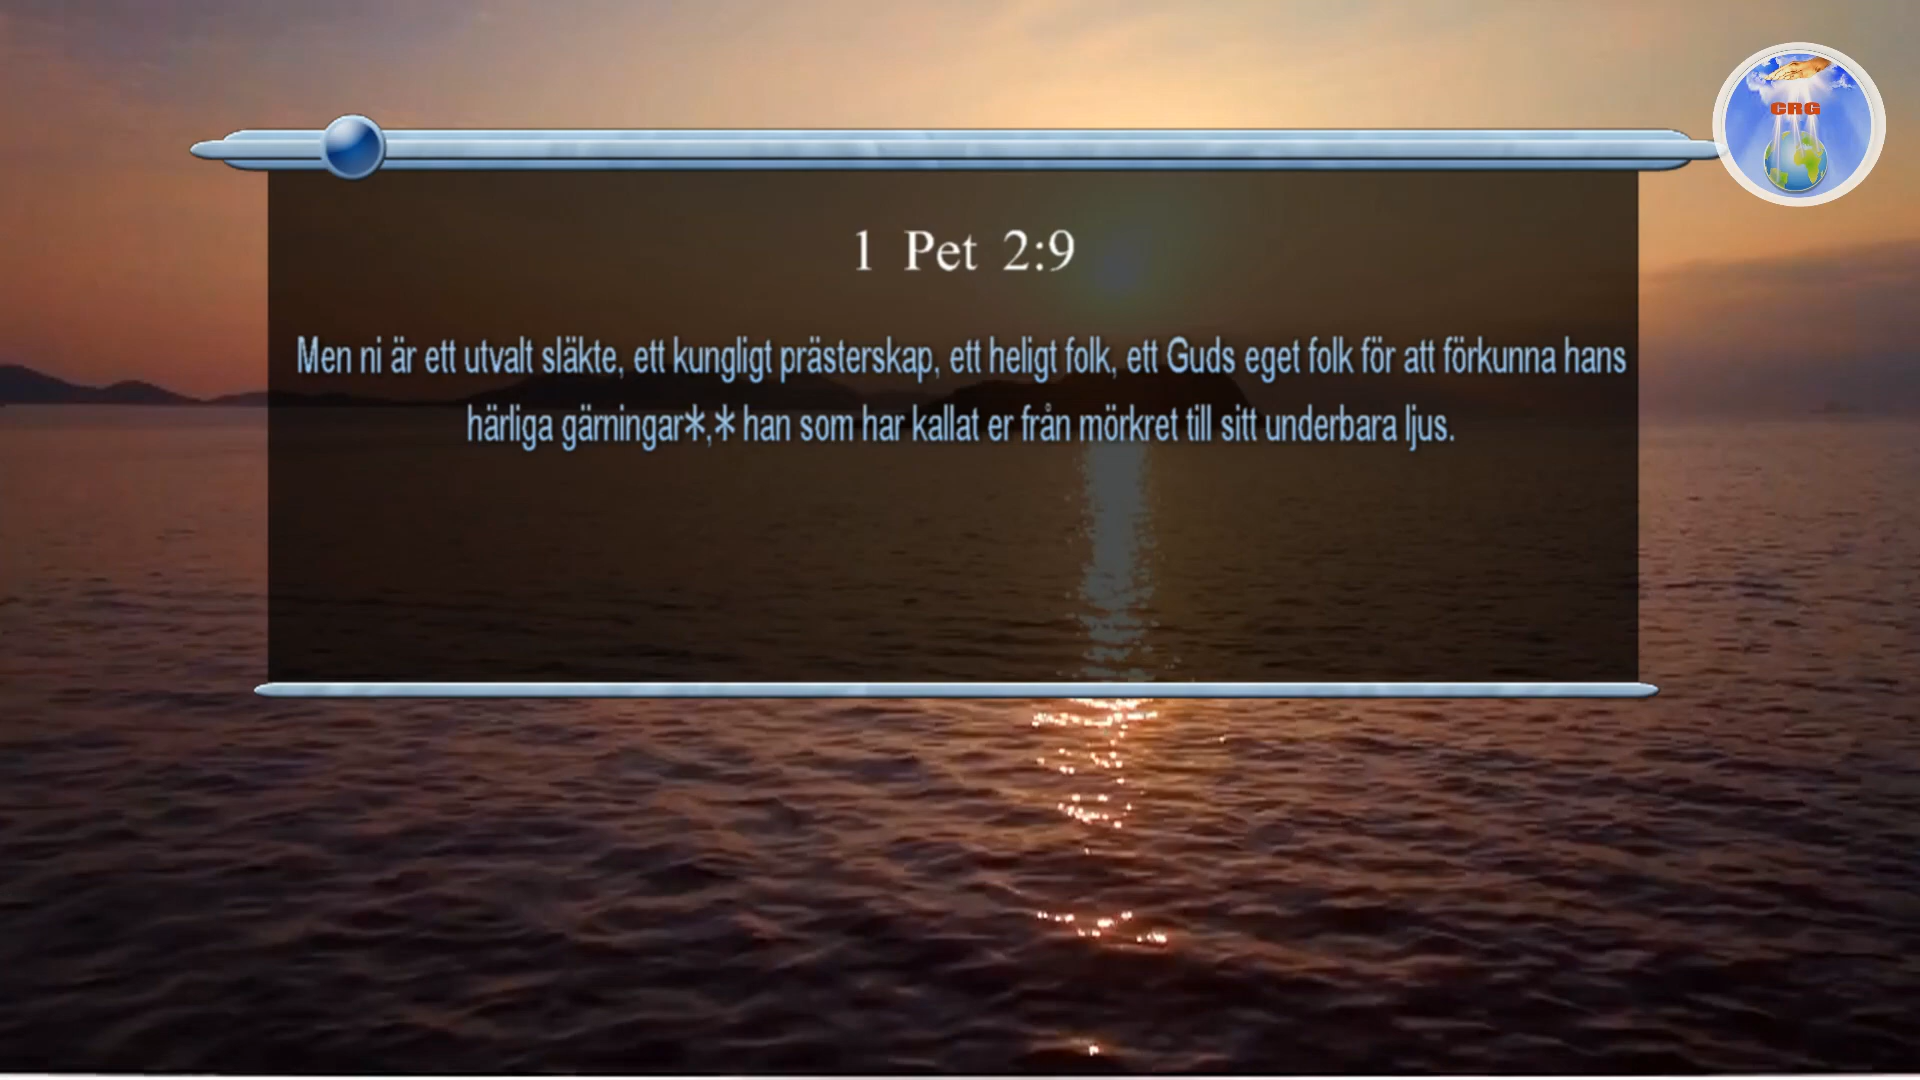 CRG
1 Pet 2:9
Men ni är ett utvalt släkte, ett kungligt prästerskap, ett heligt folk, ett Guds eget folk för att förkunna hans
härliga gärningar*,* han som har kallat er från mörkret till sitt underbara ljus.